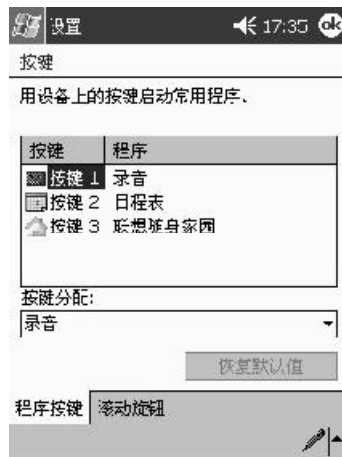 设置 17:35 ok
按键
用设备上的按键启动常用程序。
按键 程序
按键 1 录音
按键 2 日程表
按键 3 联想随身家园
按键分配:
录音
恢复默认值
程序按键 滚动旋钮